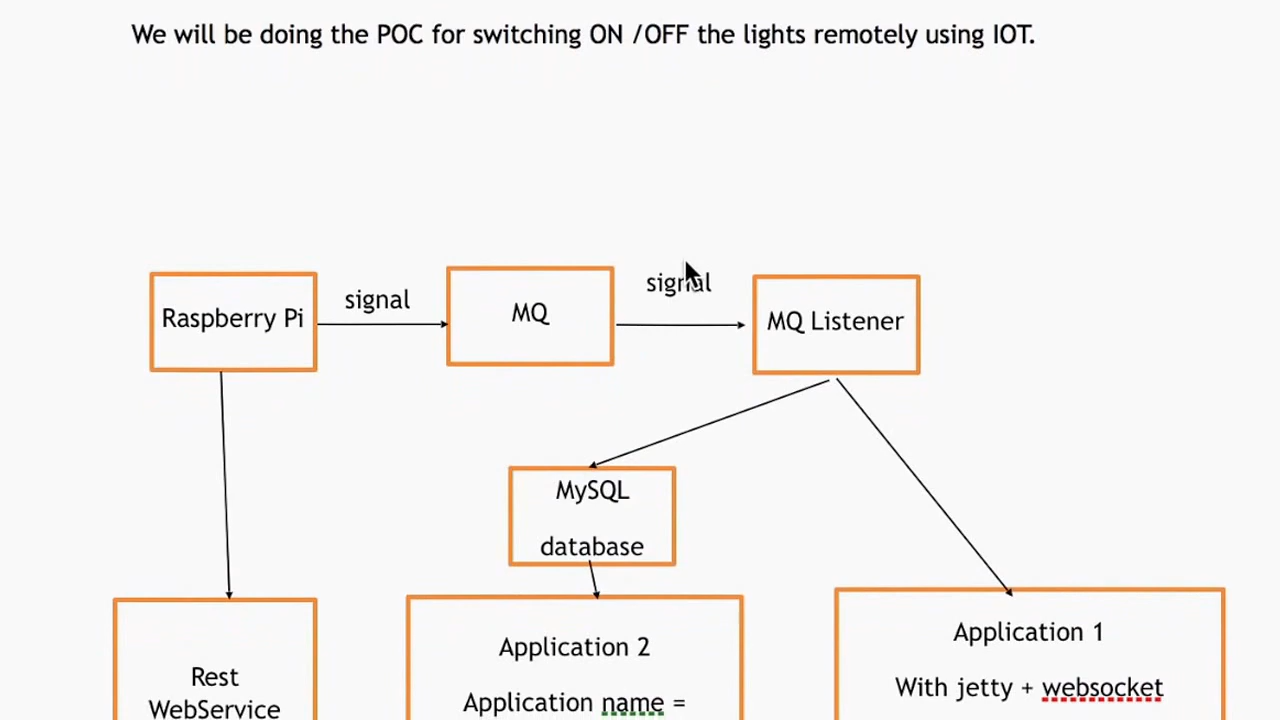 We will be doing the POC for switching ON /OFF the lights remotely using IOT.
signal
signal
Raspberry Pi
MQ
MQ Listener
MySQL
database
Application 2
Application name =
Application 1
With jetty + websocket
Rest
WebService